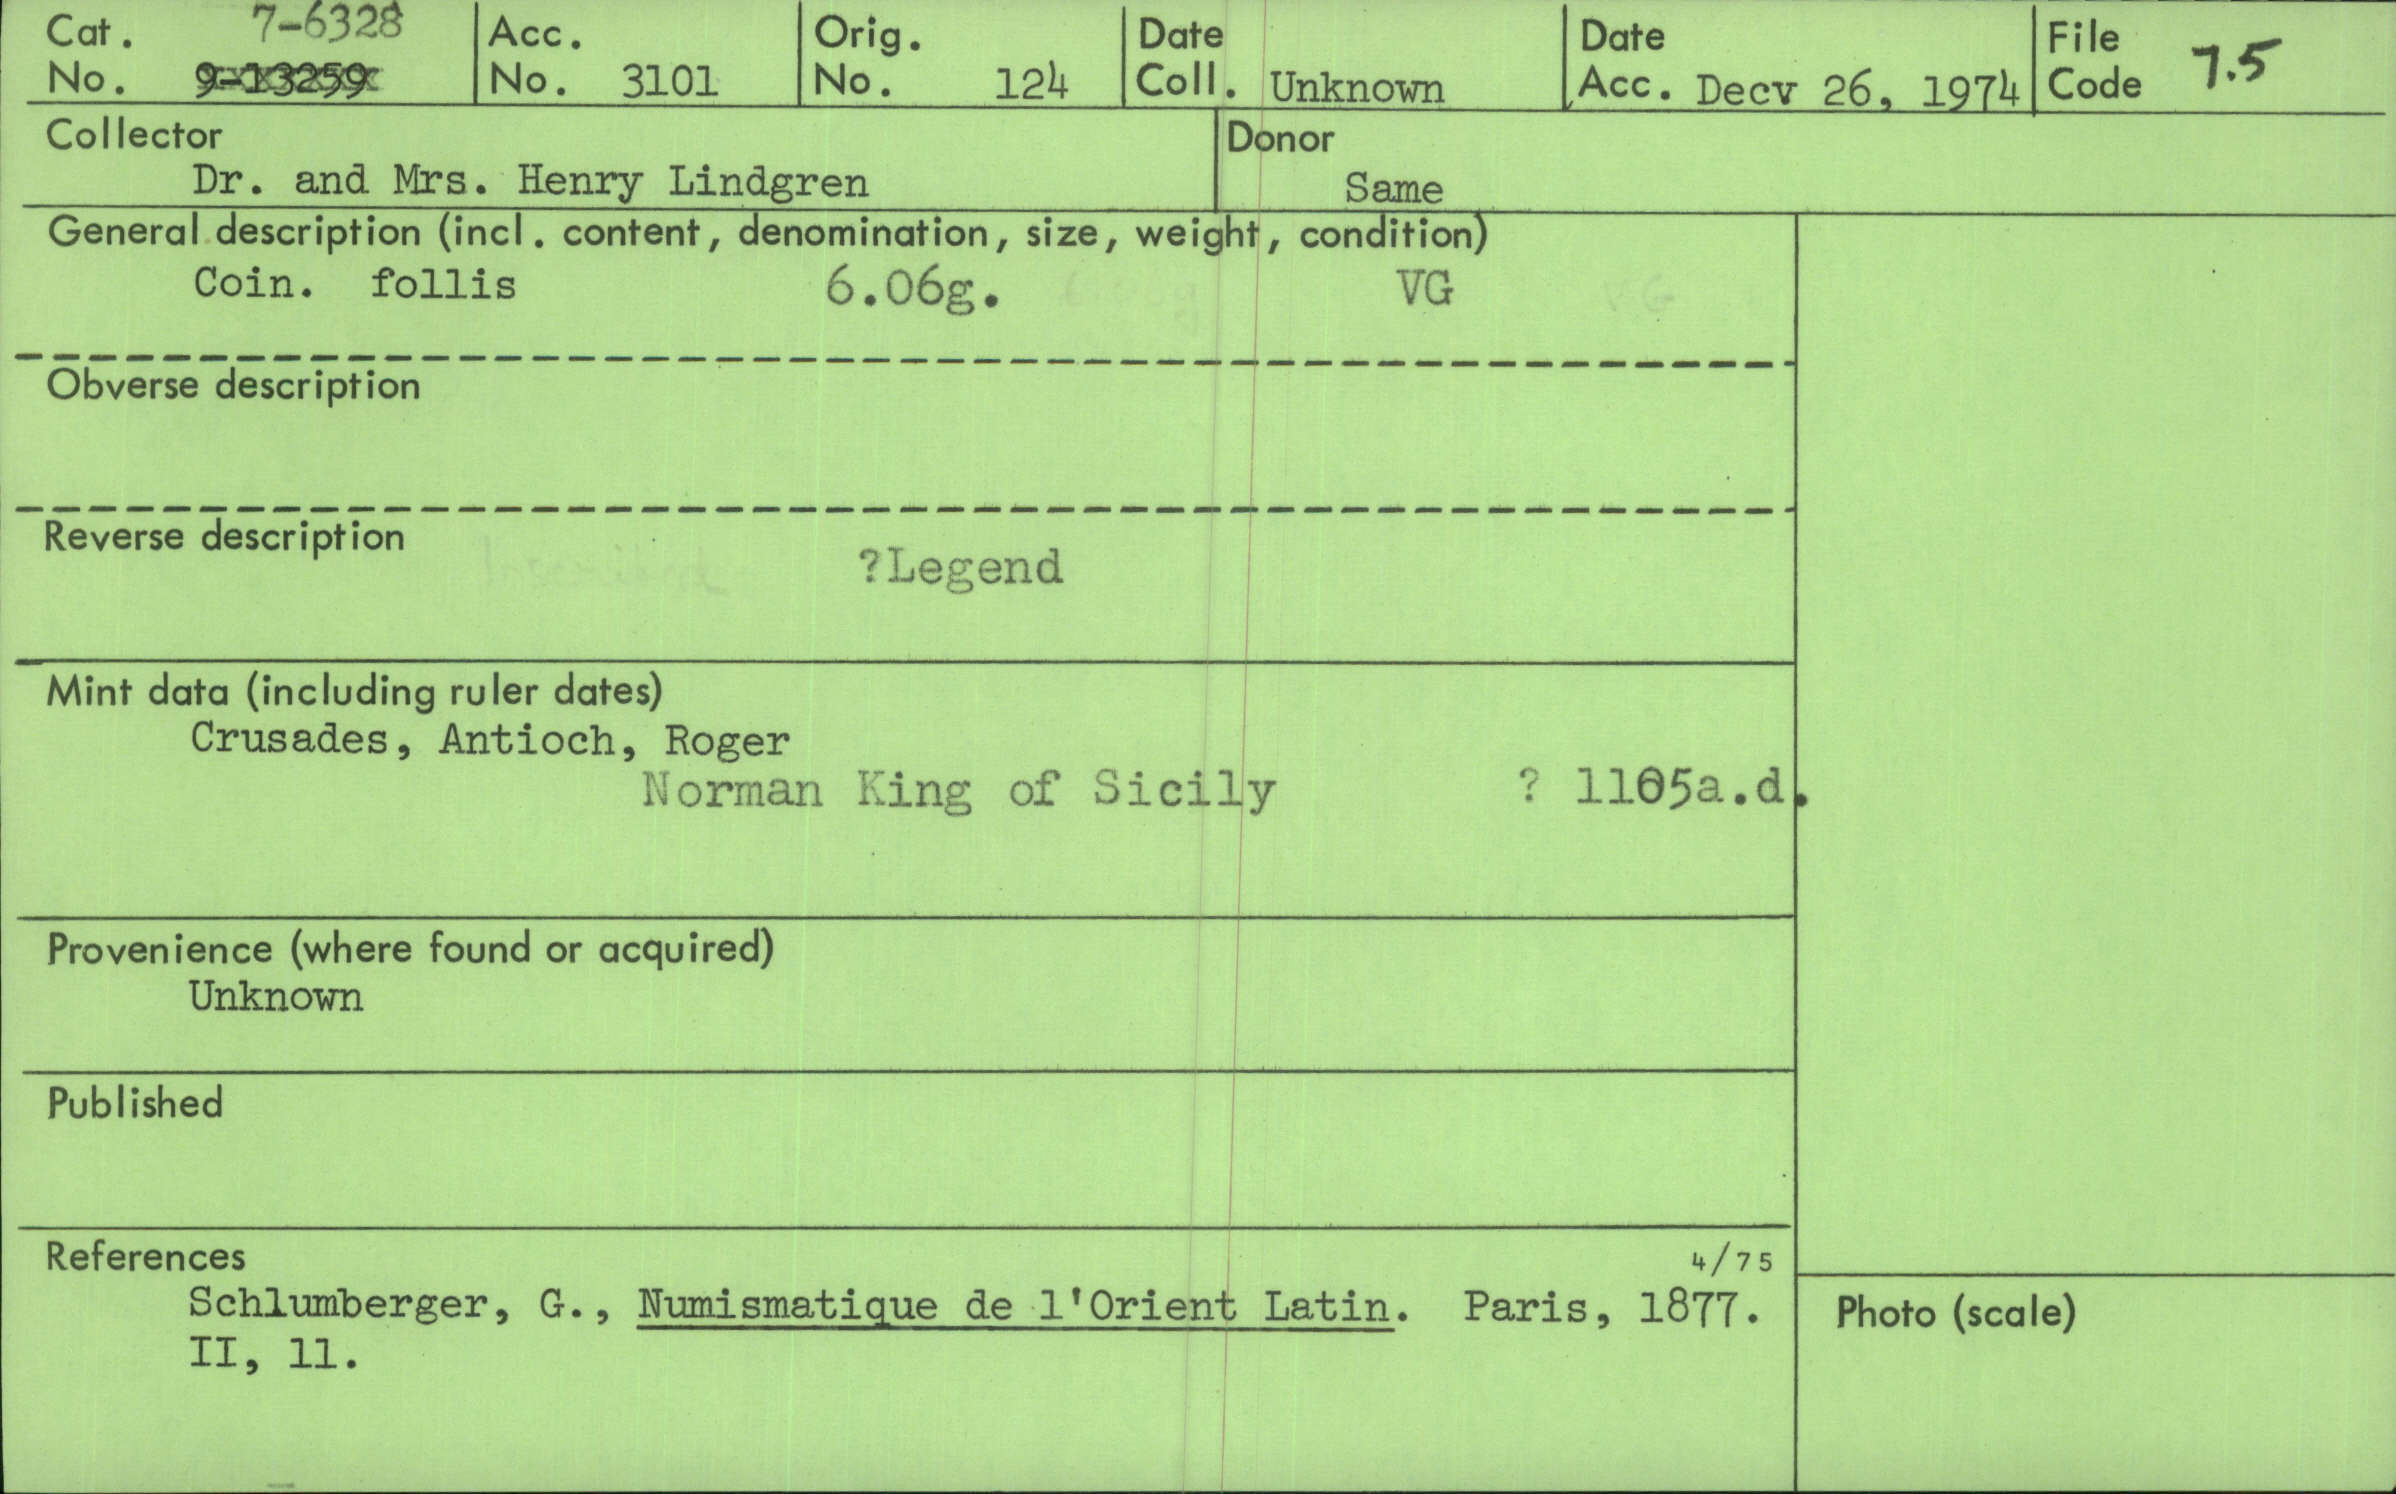 Cat. No. 7-6328
9-13259
Acc. No. 3101
Orig. No. 124
Date Coll. Unknown
Date Acc. Decv 26, 1974
File Code 7.5
Collector
Dr. and Mrs. Henry Lindgren
Donor
Same
General description (incl. content, denomination, size, weight, condition)
Coin. follis 6.06g. VG
Obverse description
Reverse description
?Legend
Mint data (including ruler dates)
Crusades, Antioch, Roger
Norman King of Sicily ? 1105a.d.
Provenience (where found or acquired)
Unknown
Published
References 4/75
Schlumberger, G., Numismatique de l'Orient Latin. Paris, 1877.
II, 11.
Photo (scale)